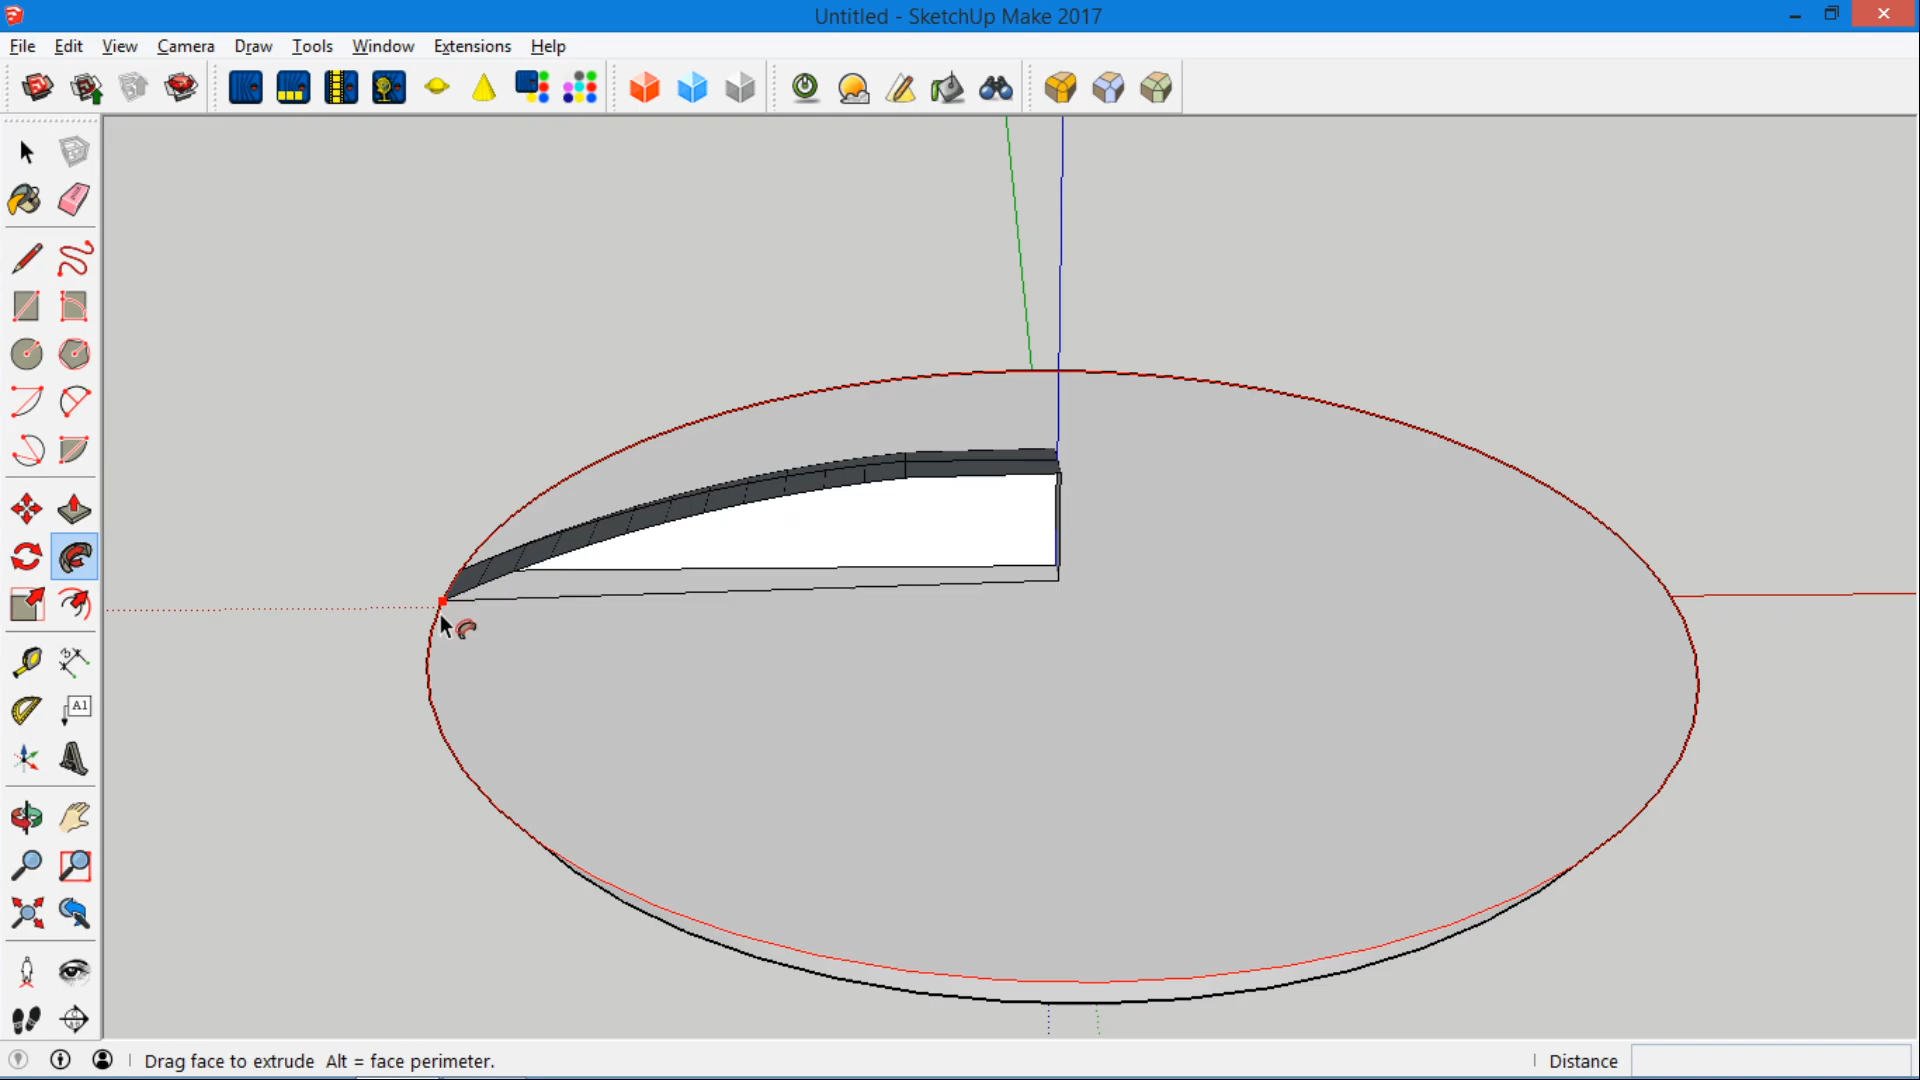 Untitled - SketchUp Make 2017
File Edit View Camera Draw Tools Window Extensions Help
A1
Drag face to extrude Alt = face perimeter.
Distance